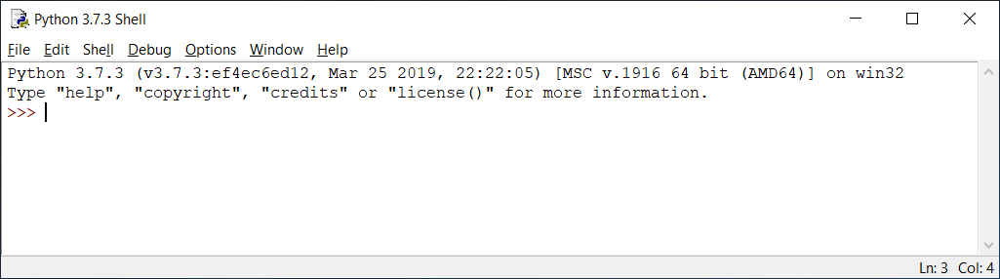 Python 3.7.3 Shell
File Edit Shell Debug Options Window Help
Python 3.7.3 (v3.7.3:ef4ec6ed12, Mar 25 2019, 22:22:05) [MSC v.1916 64 bit (AMD64)] on win32
Type "help", "copyright", "credits" or "license()" for more information.
>>>
Ln: 3 Col: 4